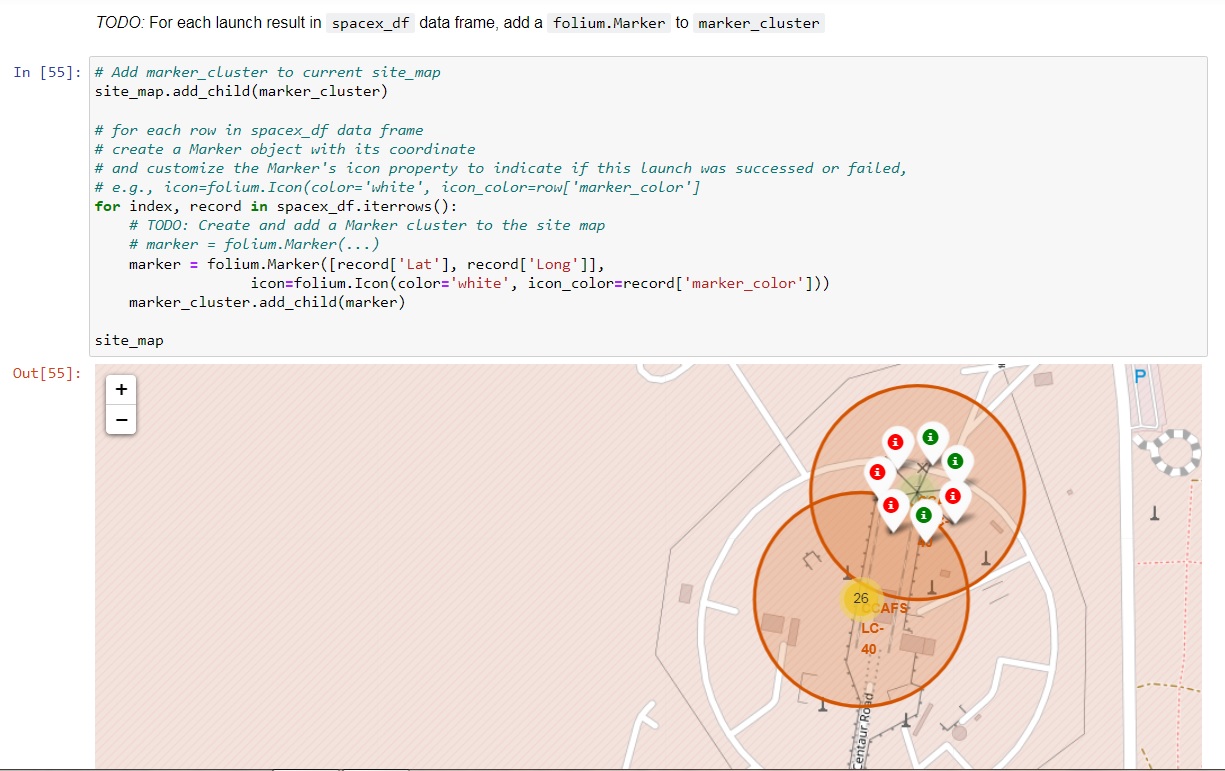 TODO: For each launch result in spacex_df data frame, add a folium.Marker to marker_cluster
In [55]:
# Add marker_cluster to current site_map
site_map.add_child(marker_cluster)
# for each row in spacex_df data frame
# create a Marker object with its coordinate
# and customize the Marker's icon property to indicate if this launch was successed or failed,
# e.g., icon=folium.Icon(color='white', icon_color=row['marker_color']
for index, record in spacex_df.iterrows():
# TODO: Create and add a Marker cluster to the site map
# marker = folium.Marker(...)
marker = folium.Marker([record['Lat'], record['Long']],
icon=folium.Icon(color='white', icon_color=record['marker_color']))
marker_cluster.add_child(marker)
site_map
Out[55]:
+
−
P
i
i
i
i
i
i
i
26
CCAFS
LC-
40
Centaur Road